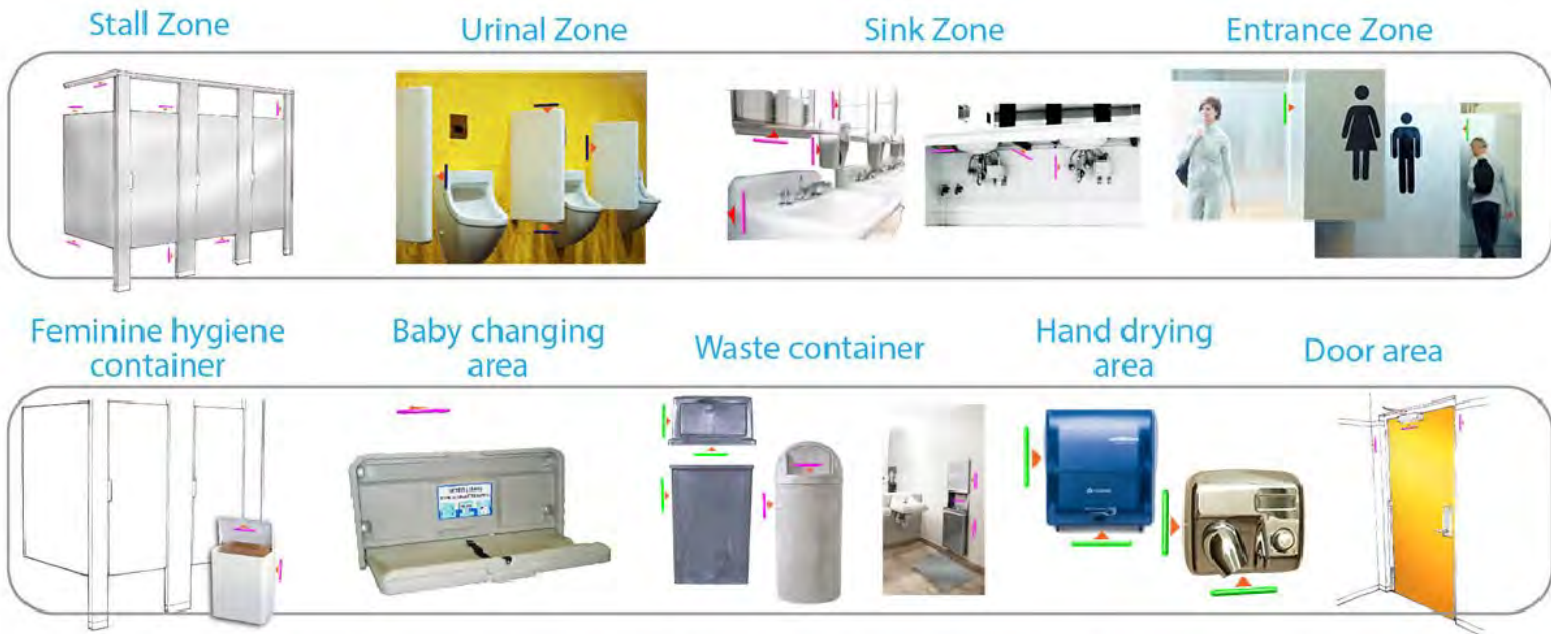 Stall Zone
Urinal Zone
Sink Zone
Entrance Zone
Feminine hygiene
container
Baby changing
area
Waste container
Hand drying
area
Door area